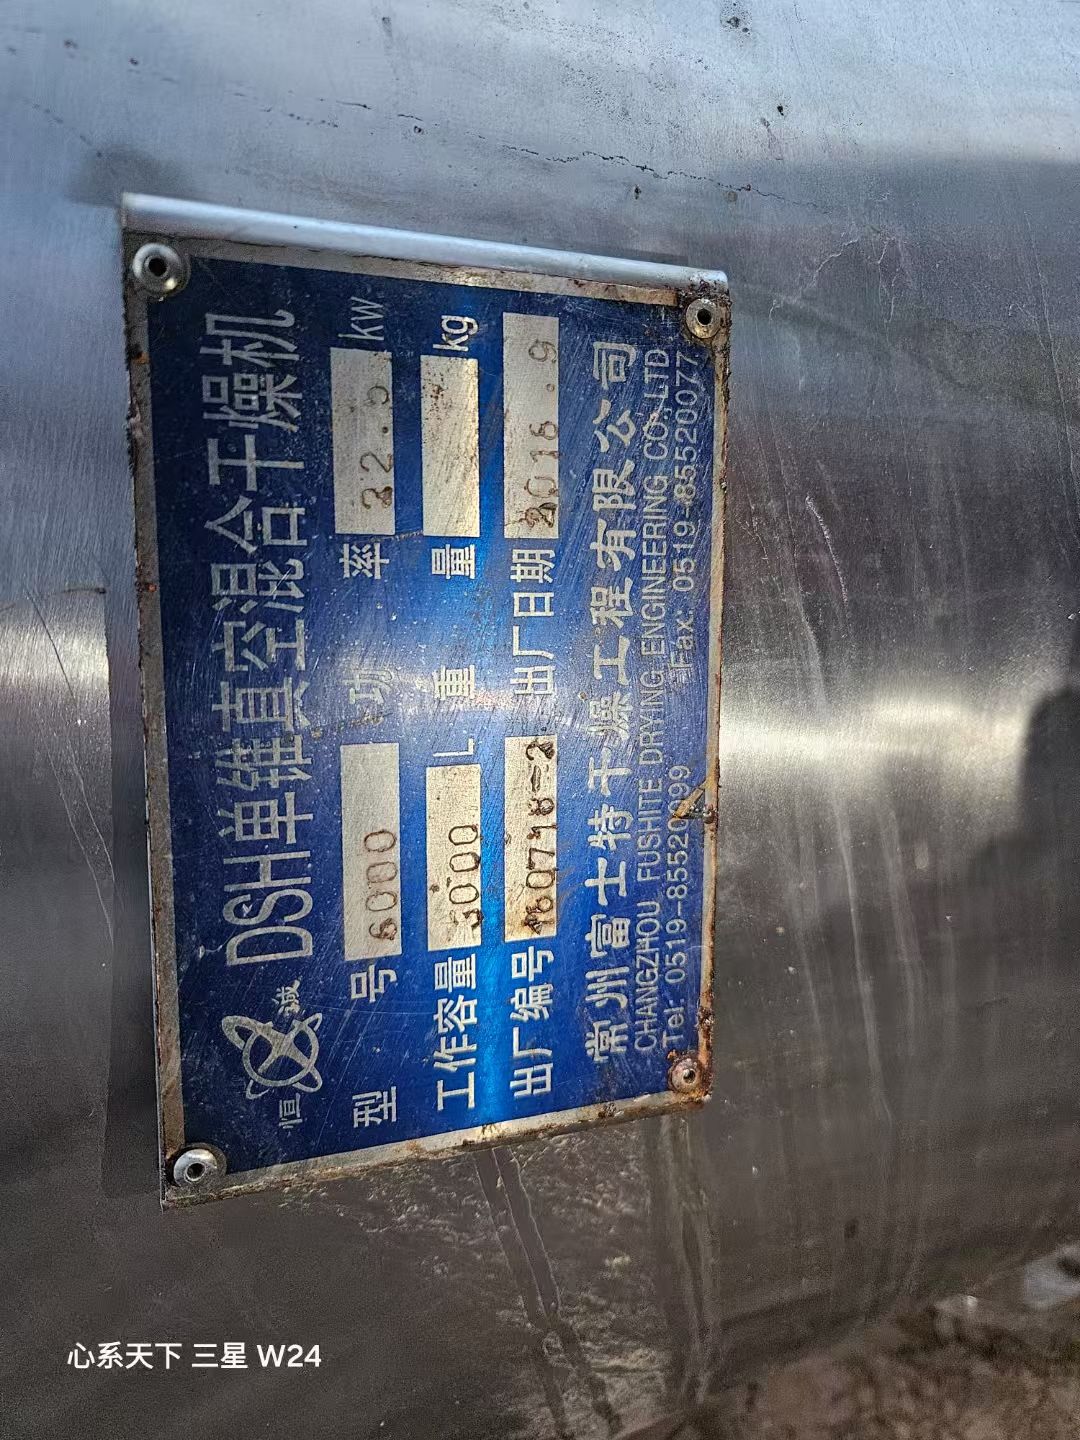 恒诚
DSH单锥真空混合干燥机
型 号 6000 功 率 22.5 kw
工作容量 3000 L 重 量 kg
出厂编号 160718-2 出厂日期 2016.9
常州富士特干燥工程有限公司
CHANGZHOU FUSHITE DRYING ENGINEERING CO., LTD
Tel: 0519-85520099 Fax: 0519-85520077
心系天下 三星 W24